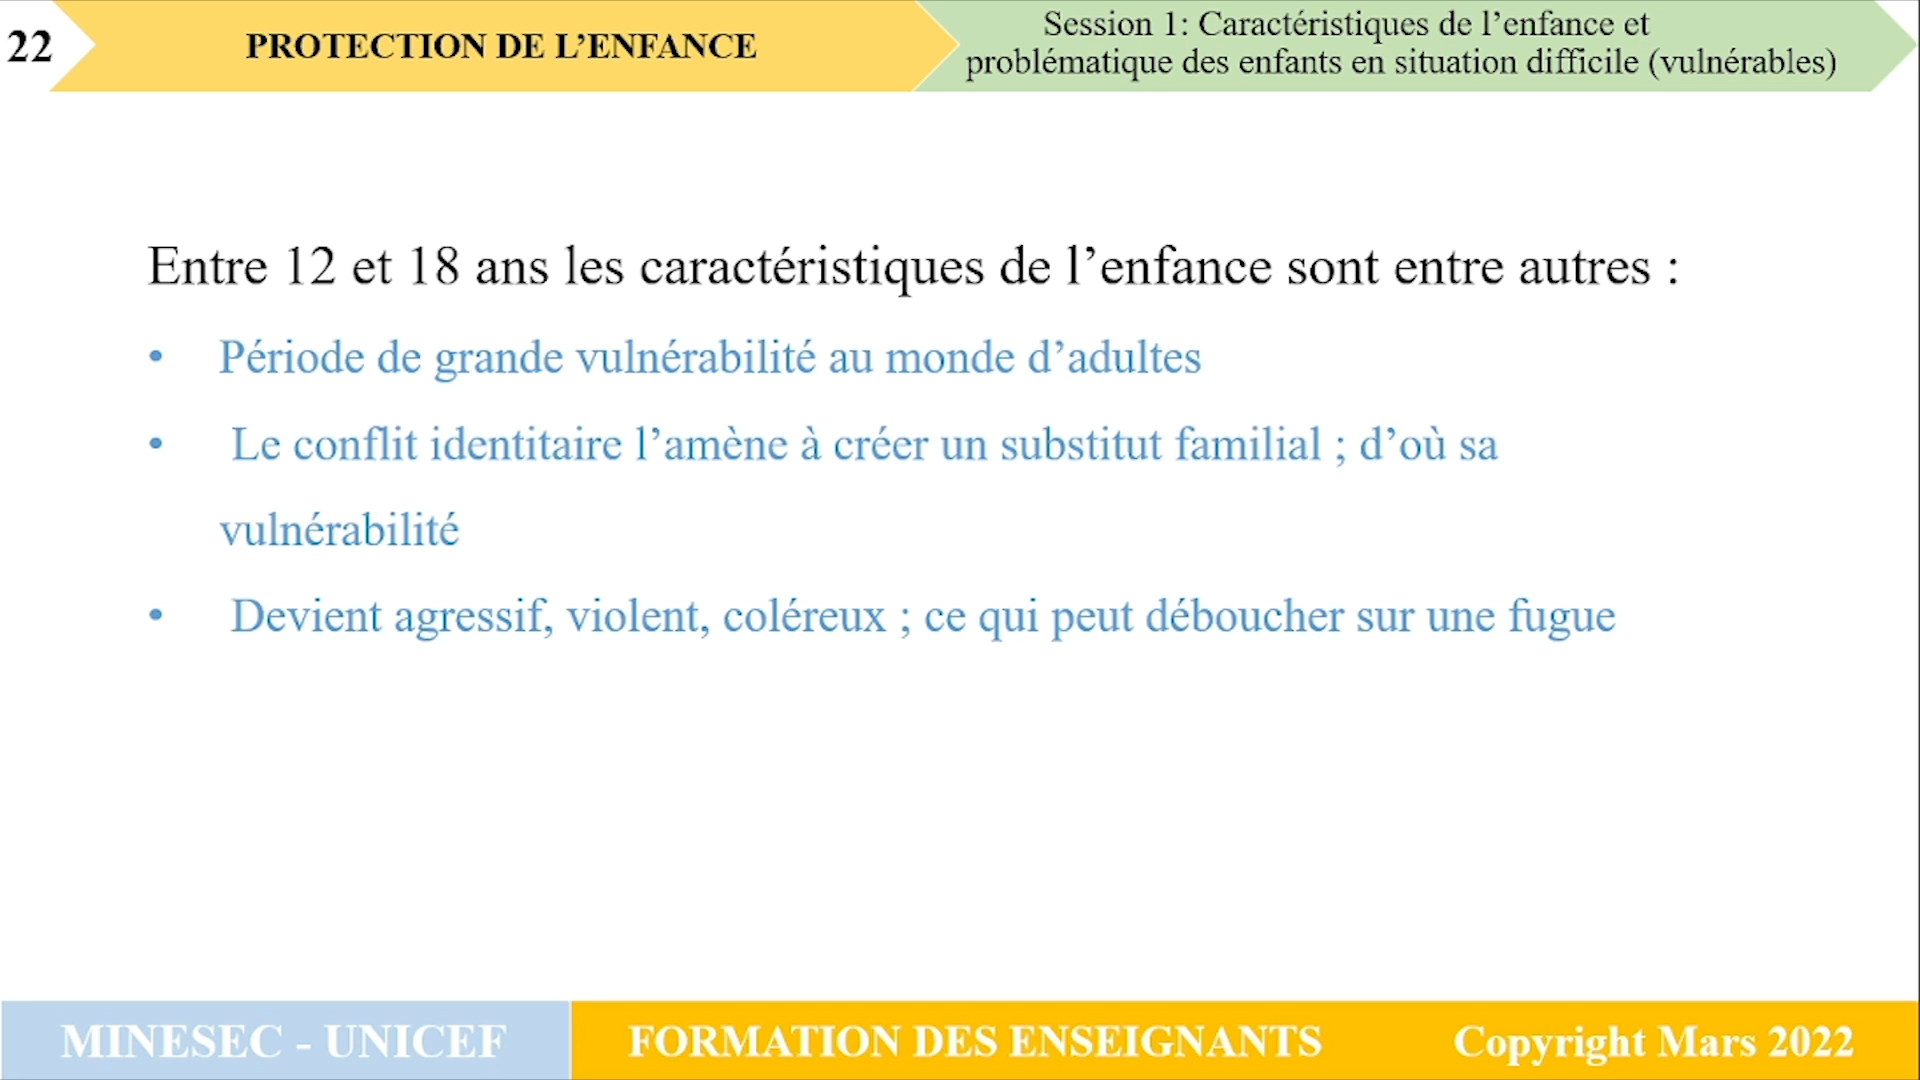 22
PROTECTION DE L’ENFANCE
Session 1: Caractéristiques de l’enfance et
problématique des enfants en situation difficile (vulnérables)
Entre 12 et 18 ans les caractéristiques de l’enfance sont entre autres :
• Période de grande vulnérabilité au monde d’adultes
• Le conflit identitaire l’amène à créer un substitut familial ; d’où sa
vulnérabilité
• Devient agressif, violent, coléreux ; ce qui peut déboucher sur une fugue
MINESEC - UNICEF
FORMATION DES ENSEIGNANTS
Copyright Mars 2022